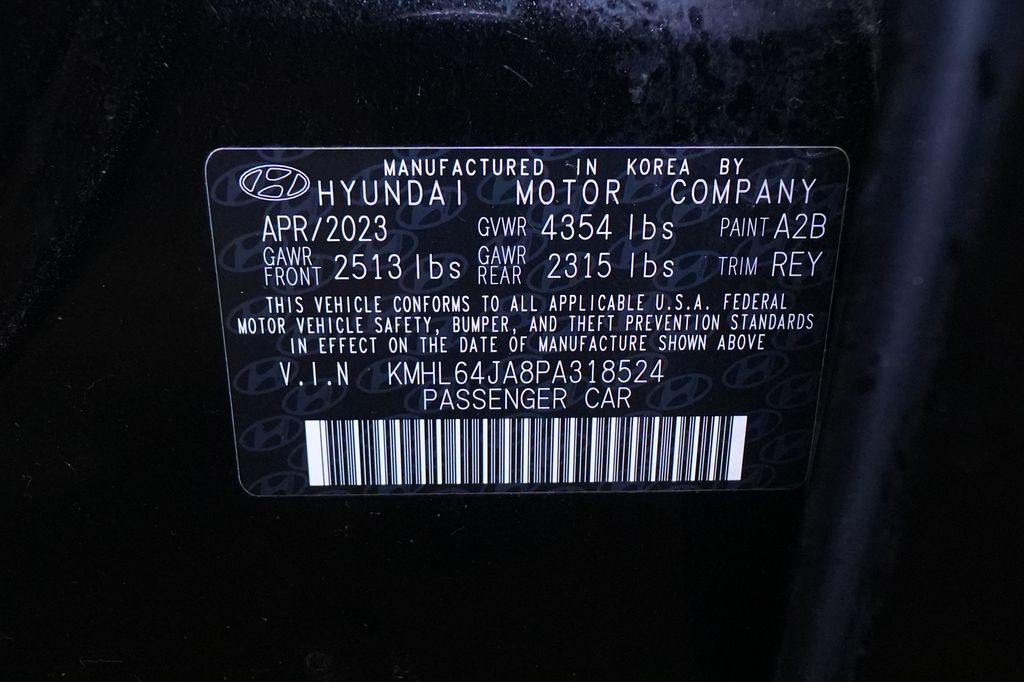 MANUFACTURED IN KOREA BY
HYUNDAI MOTOR COMPANY
APR/2023 GVWR 4354 lbs PAINT A2B
GAWR FRONT 2513 lbs GAWR REAR 2315 lbs TRIM REY
THIS VEHICLE CONFORMS TO ALL APPLICABLE U.S.A. FEDERAL
MOTOR VEHICLE SAFETY, BUMPER, AND THEFT PREVENTION STANDARDS
IN EFFECT ON THE DATE OF MANUFACTURE SHOWN ABOVE
V.I.N KMHL64JA8PA318524
PASSENGER CAR